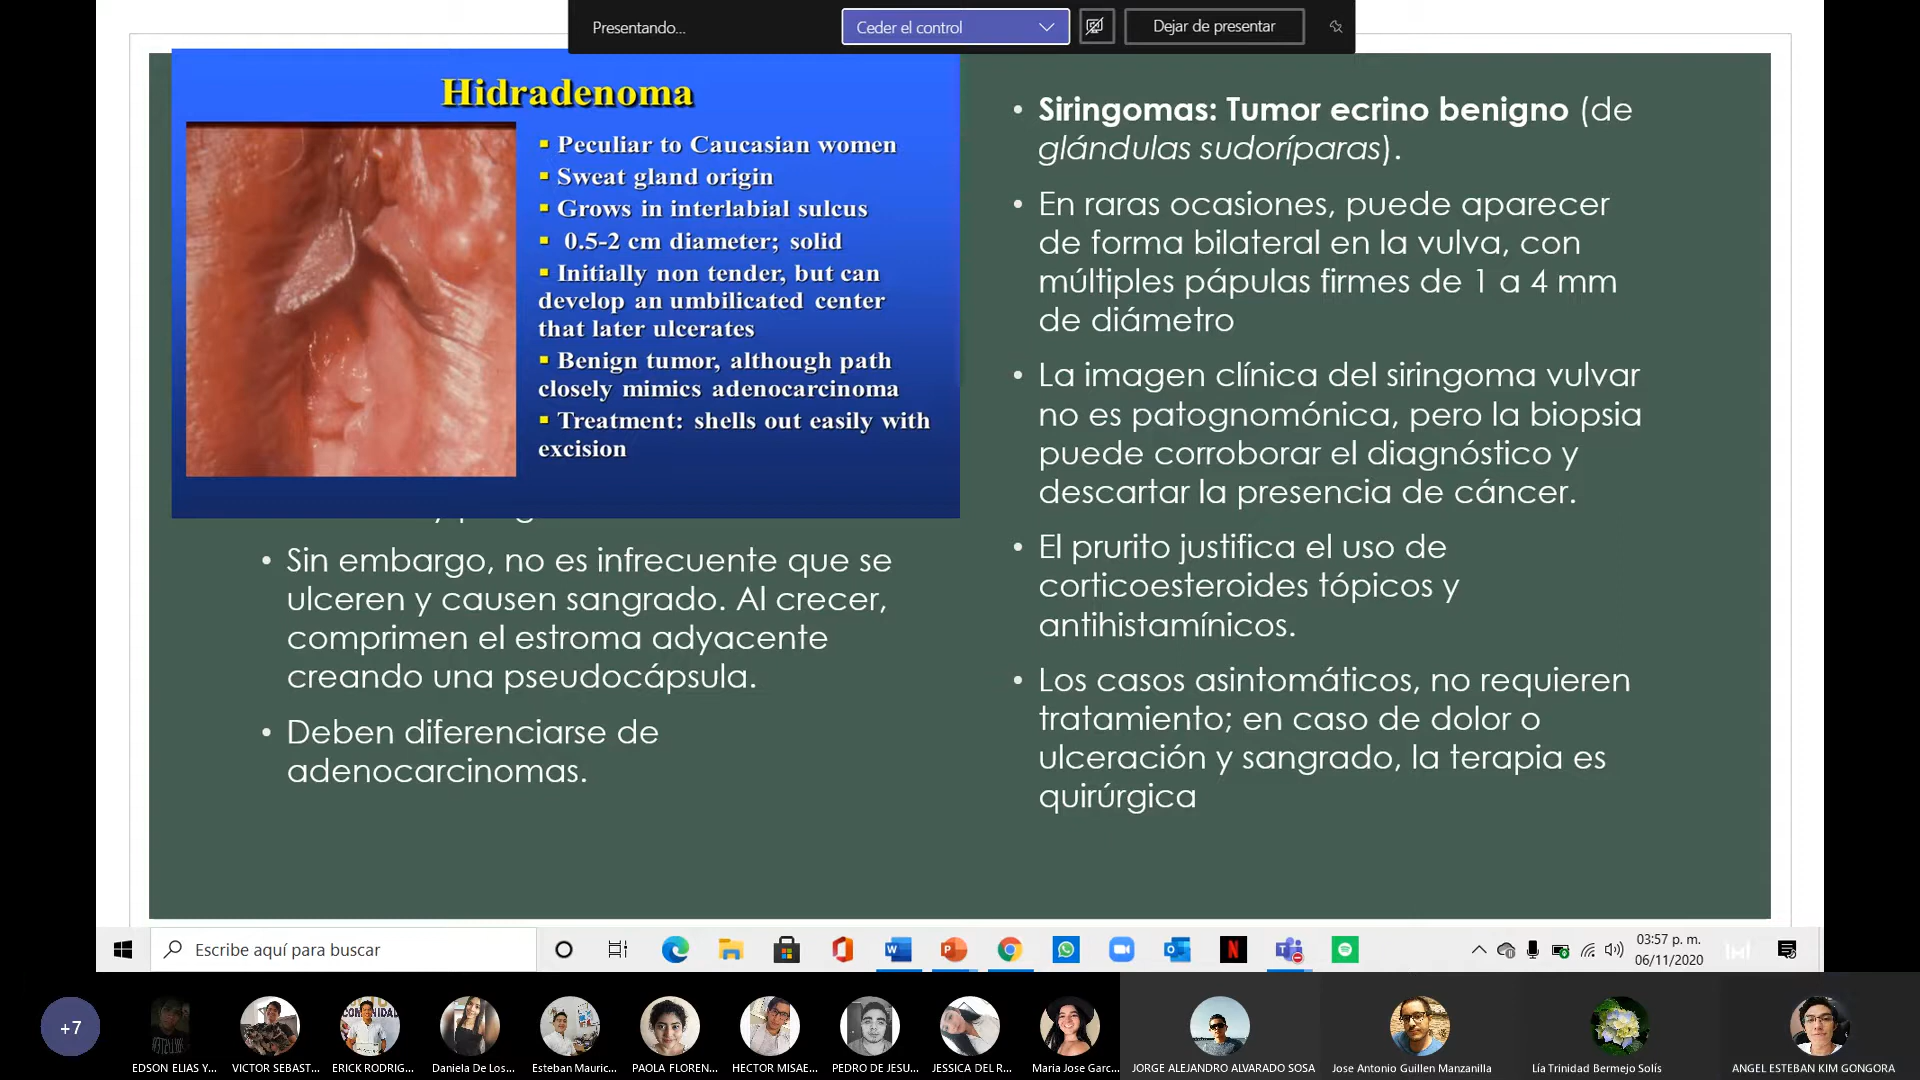 Presentando...
Ceder el control
Dejar de presentar
Hidradenoma
Peculiar to Caucasian women
Sweat gland origin
Grows in interlabial sulcus
0.5-2 cm diameter; solid
Initially non tender, but can
develop an umbilicated center
that later ulcerates
Benign tumor, although path
closely mimics adenocarcinoma
Treatment: shells out easily with
excision
• Sin embargo, no es infrecuente que se
ulceren y causen sangrado. Al crecer,
comprimen el estroma adyacente
creando una pseudocápsula.
• Deben diferenciarse de
adenocarcinomas.
• Siringomas: Tumor ecrino benigno (de
glándulas sudoríparas).
• En raras ocasiones, puede aparecer
de forma bilateral en la vulva, con
múltiples pápulas firmes de 1 a 4 mm
de diámetro
• La imagen clínica del siringoma vulvar
no es patognomónica, pero la biopsia
puede corroborar el diagnóstico y
descartar la presencia de cáncer.
• El prurito justifica el uso de
corticoesteroides tópicos y
antihistamínicos.
• Los casos asintomáticos, no requieren
tratamiento; en caso de dolor o
ulceración y sangrado, la terapia es
quirúrgica
Escribe aquí para buscar
03:57 p. m.
06/11/2020
+7
EDSON ELIAS Y...
VICTOR SEBAST...
ERICK RODRIG...
Daniela De Los...
Esteban Mauric...
PAOLA FLOREN...
HECTOR MISAE...
PEDRO DE JESU...
JESSICA DEL R...
Maria Jose Garc...
JORGE ALEJANDRO ALVARADO SOSA
Jose Antonio Guillen Manzanilla
Lía Trinidad Bermejo Solís
ANGEL ESTEBAN KIM GONGORA